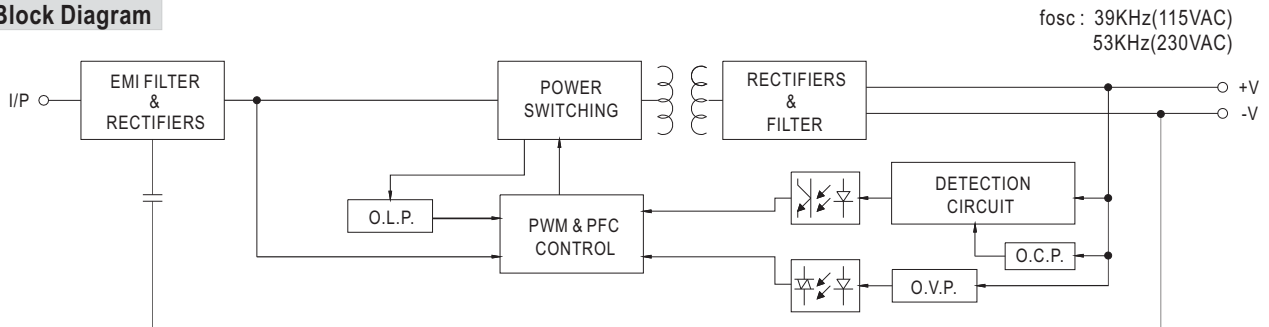 Block Diagram
fosc : 39KHz(115VAC)
53KHz(230VAC)
I/P
EMI FILTER
&
RECTIFIERS
POWER
SWITCHING
RECTIFIERS
&
FILTER
+V
-V
O.L.P.
PWM & PFC
CONTROL
DETECTION
CIRCUIT
O.C.P.
O.V.P.